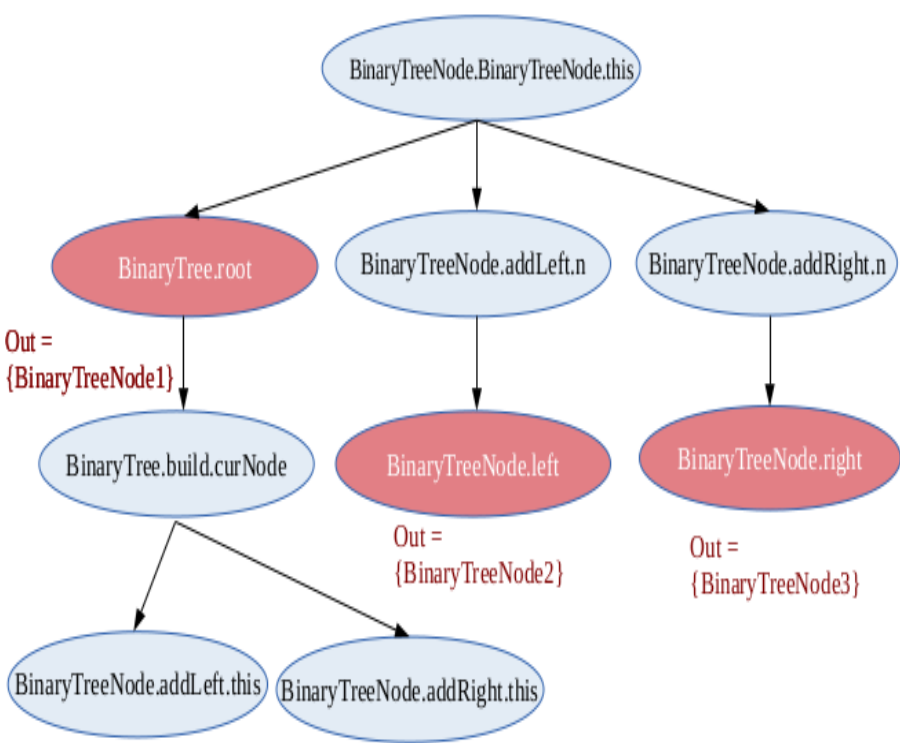 BinaryTreeNode.BinaryTreeNode.this
BinaryTree.root
BinaryTreeNode.addLeft.n
BinaryTreeNode.addRight.n
Out =
{BinaryTreeNode1}
BinaryTree.build.curNode
BinaryTreeNode.left
BinaryTreeNode.right
Out =
{BinaryTreeNode2}
Out =
{BinaryTreeNode3}
BinaryTreeNode.addLeft.this
BinaryTreeNode.addRight.this